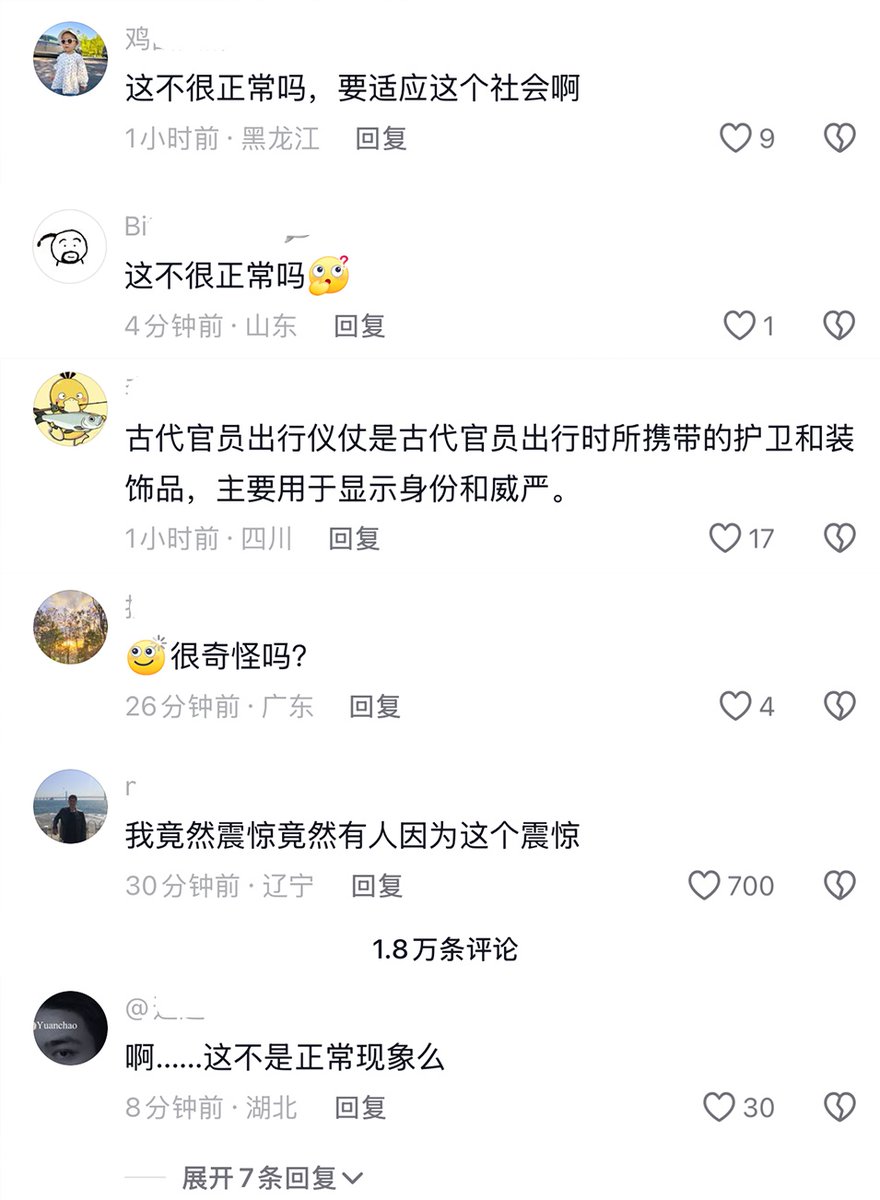 鸡
这不很正常吗，要适应这个社会啊
1小时前 · 黑龙江 回复 9
Bi
这不很正常吗
4分钟前 · 山东 回复 1
古代官员出行仪仗是古代官员出行时所携带的护卫和装
饰品，主要用于显示身份和威严。
1小时前 · 四川 回复 17
很奇怪吗?
26分钟前 · 广东 回复 4
r
我竟然震惊竟然有人因为这个震惊
30分钟前 · 辽宁 回复 700
1.8万条评论
@Yuanchao
@
啊......这不是正常现象么
8分钟前 · 湖北 回复 30
展开7条回复